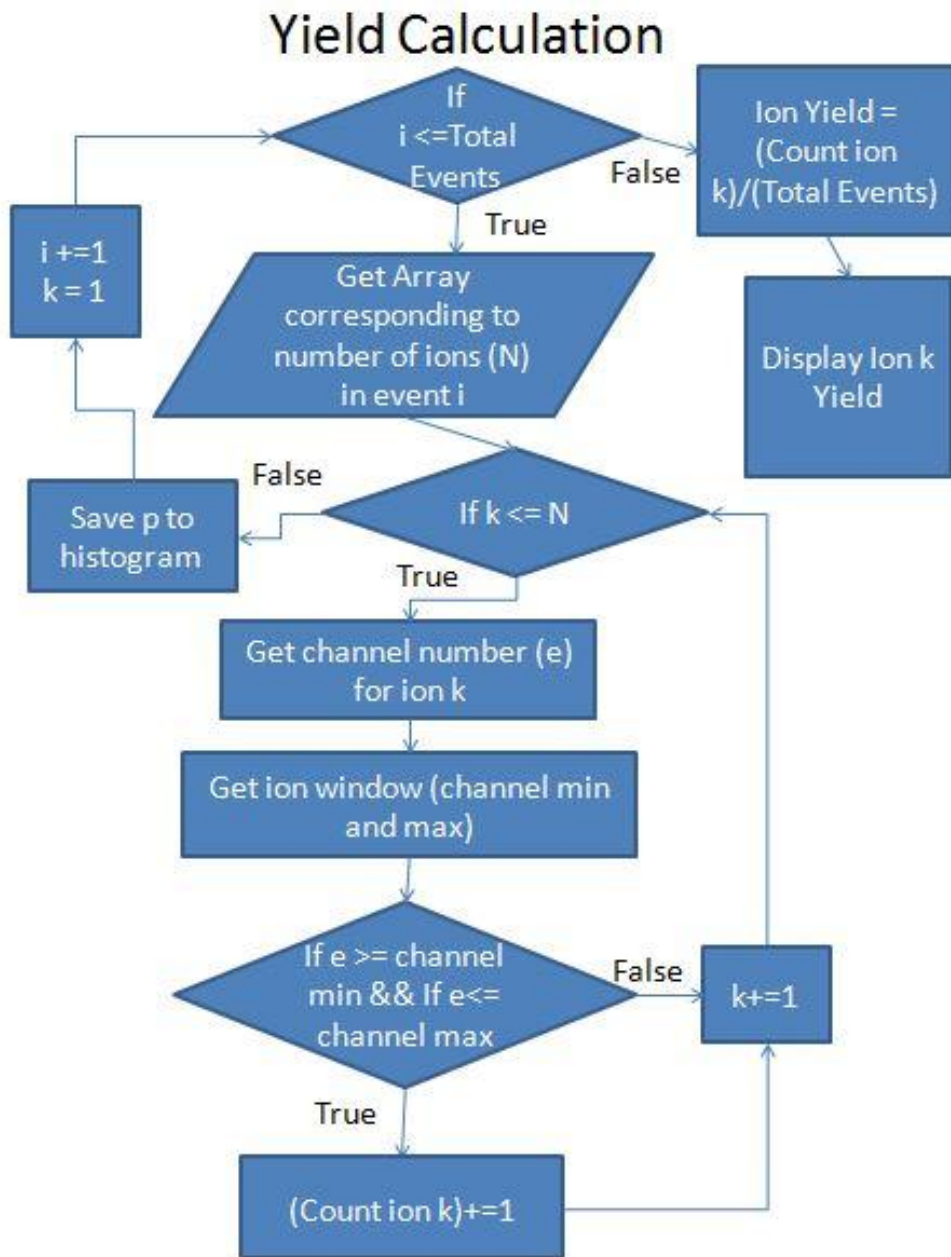 Yield Calculation
If
i <=Total
Events
False
Ion Yield =
(Count ion
k)/(Total Events)
True
i +=1
k = 1
Get Array
corresponding to
number of ions (N)
in event i
Display Ion k
Yield
False
If k <= N
Save p to
histogram
True
Get channel number (e)
for ion k
Get ion window (channel min
and max)
If e >= channel
min && If e<=
channel max
False
k+=1
True
(Count ion k)+=1